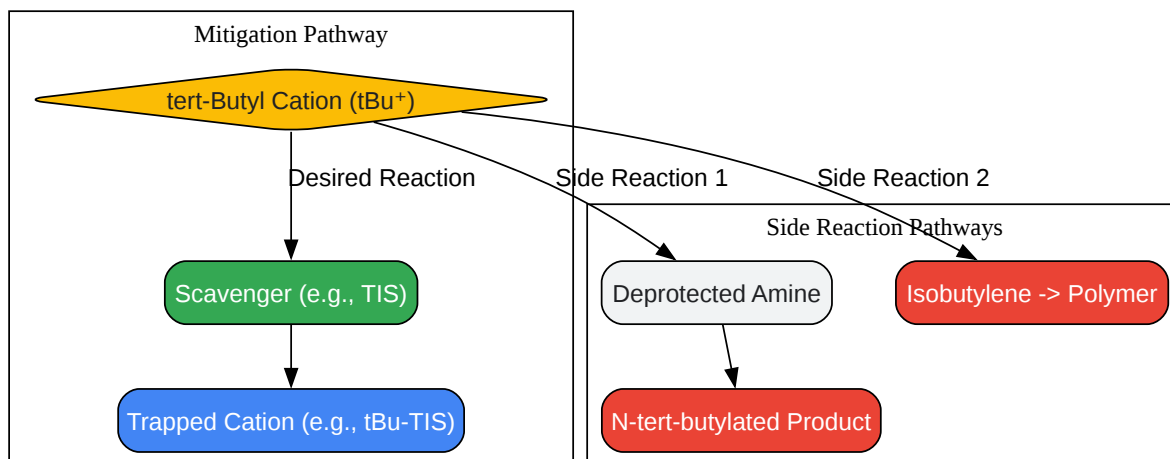 Mitigation Pathway
tert-Butyl Cation (tBu⁺)
Desired Reaction
Side Reaction 1
Side Reaction 2
Side Reaction Pathways
Scavenger (e.g., TIS)
Deprotected Amine
Isobutylene -> Polymer
Trapped Cation (e.g., tBu-TIS)
N-tert-butylated Product